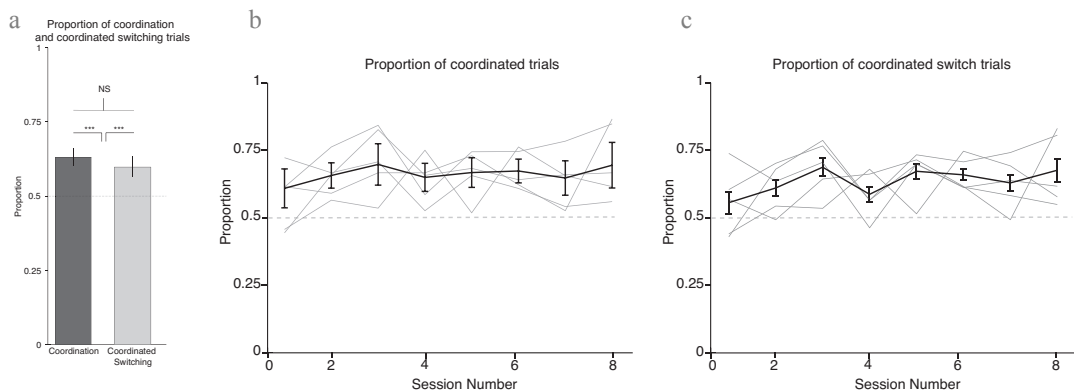 a
Proportion of coordination
and coordinated switching trials
1
0.75
0.5
0.25
0
Proportion
NS
*** ***
Coordination
Coordinated
Switching
b
Proportion of coordinated trials
1
0.75
0.5
0.25
0
Proportion
0 2 4 6 8
Session Number
c
Proportion of coordinated switch trials
1
0.75
0.5
0.25
0
Proportion
0 2 4 6 8
Session Number